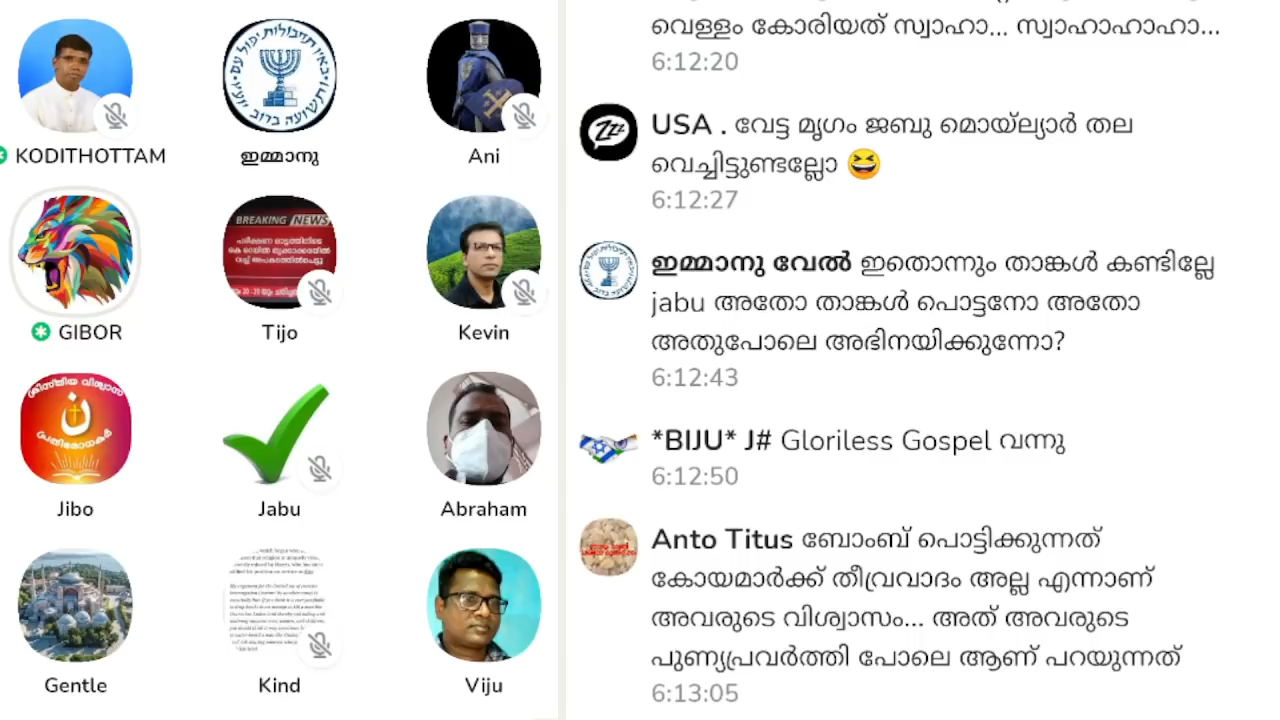 KODITHOTTAM
ഇമ്മാനു
Ani
BREAKING NEWS
GIBOR
Tijo
Kevin
Jibo
Jabu
Abraham
Gentle
Kind
Viju
വെള്ളം കോരിയത് സ്വാഹാ... സ്വാഹാഹാഹാ...
6:12:20
USA . വേട്ട മൃഗം ജബു മൊയ്ല്യാർ തല
വെച്ചിട്ടുണ്ടല്ലോ 😆
6:12:27
ഇമ്മാനു വേൽ ഇതൊന്നും താങ്കൾ കണ്ടില്ലേ
jabu അതോ താങ്കൾ പൊട്ടനോ അതോ
അതുപോലെ അഭിനയിക്കുന്നോ?
6:12:43
*BIJU* J# Gloriless Gospel വന്നു
6:12:50
Anto Titus ബോംബ് പൊട്ടിക്കുന്നത്
കോയമാർക്ക് തീവ്രവാദം അല്ല എന്നാണ്
അവരുടെ വിശ്വാസം... അത് അവരുടെ
പുണ്യപ്രവർത്തി പോലെ ആണ് പറയുന്നത്
6:13:05